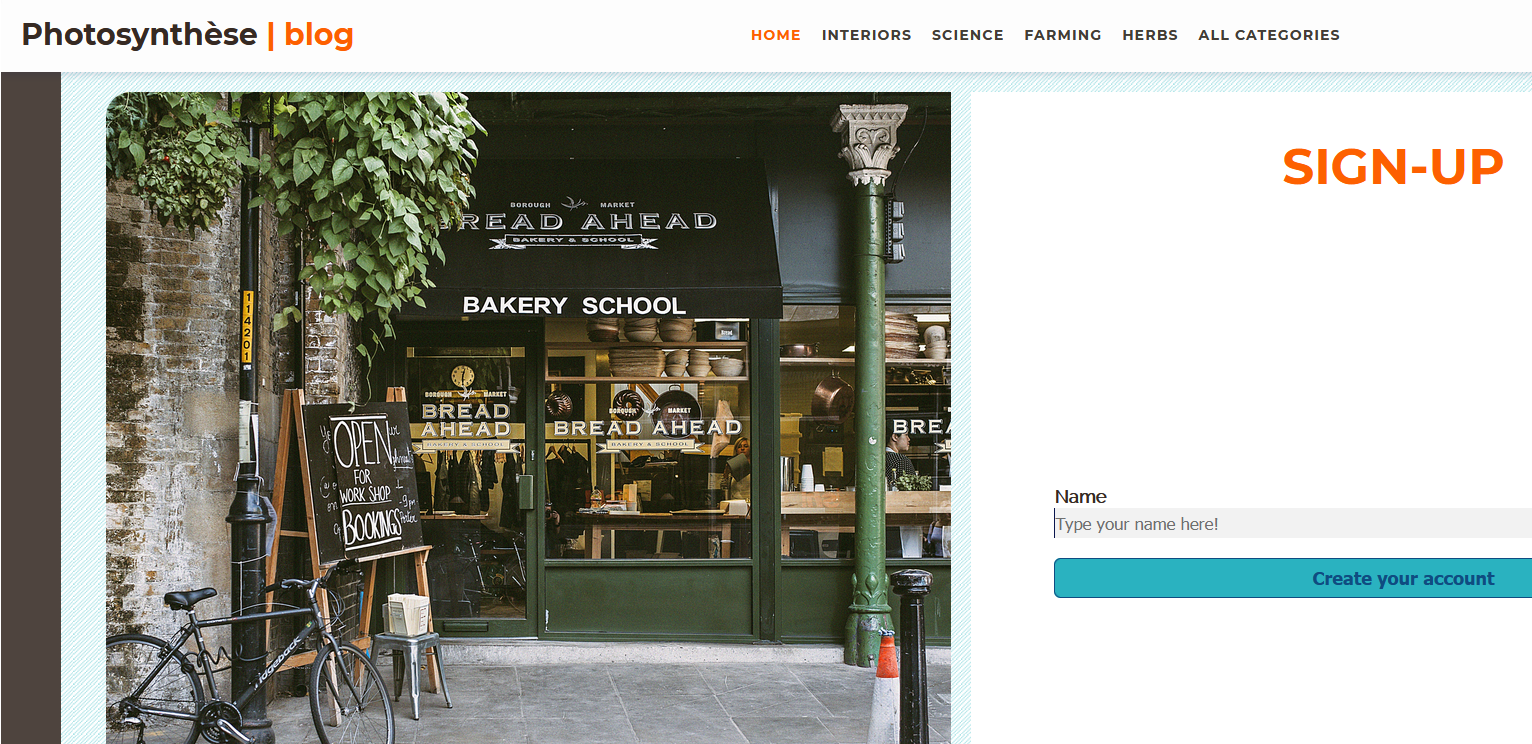 Photosynthèse | blog
HOME INTERIORS SCIENCE FARMING HERBS ALL CATEGORIES
SIGN-UP
BOROUGH MARKET
BREAD AHEAD
BAKERY & SCHOOL
BAKERY SCHOOL
114201
Bread
BOROUGH MARKET
BREAD AHEAD
BAKERY & SCHOOL
BOROUGH MARKET
BREAD AHEAD
BAKERY & SCHOOL
BREA
OPEN
FOR
WORK SHOP
BOOKINGS
ridgeback
Name
Type your name here!
Create your account